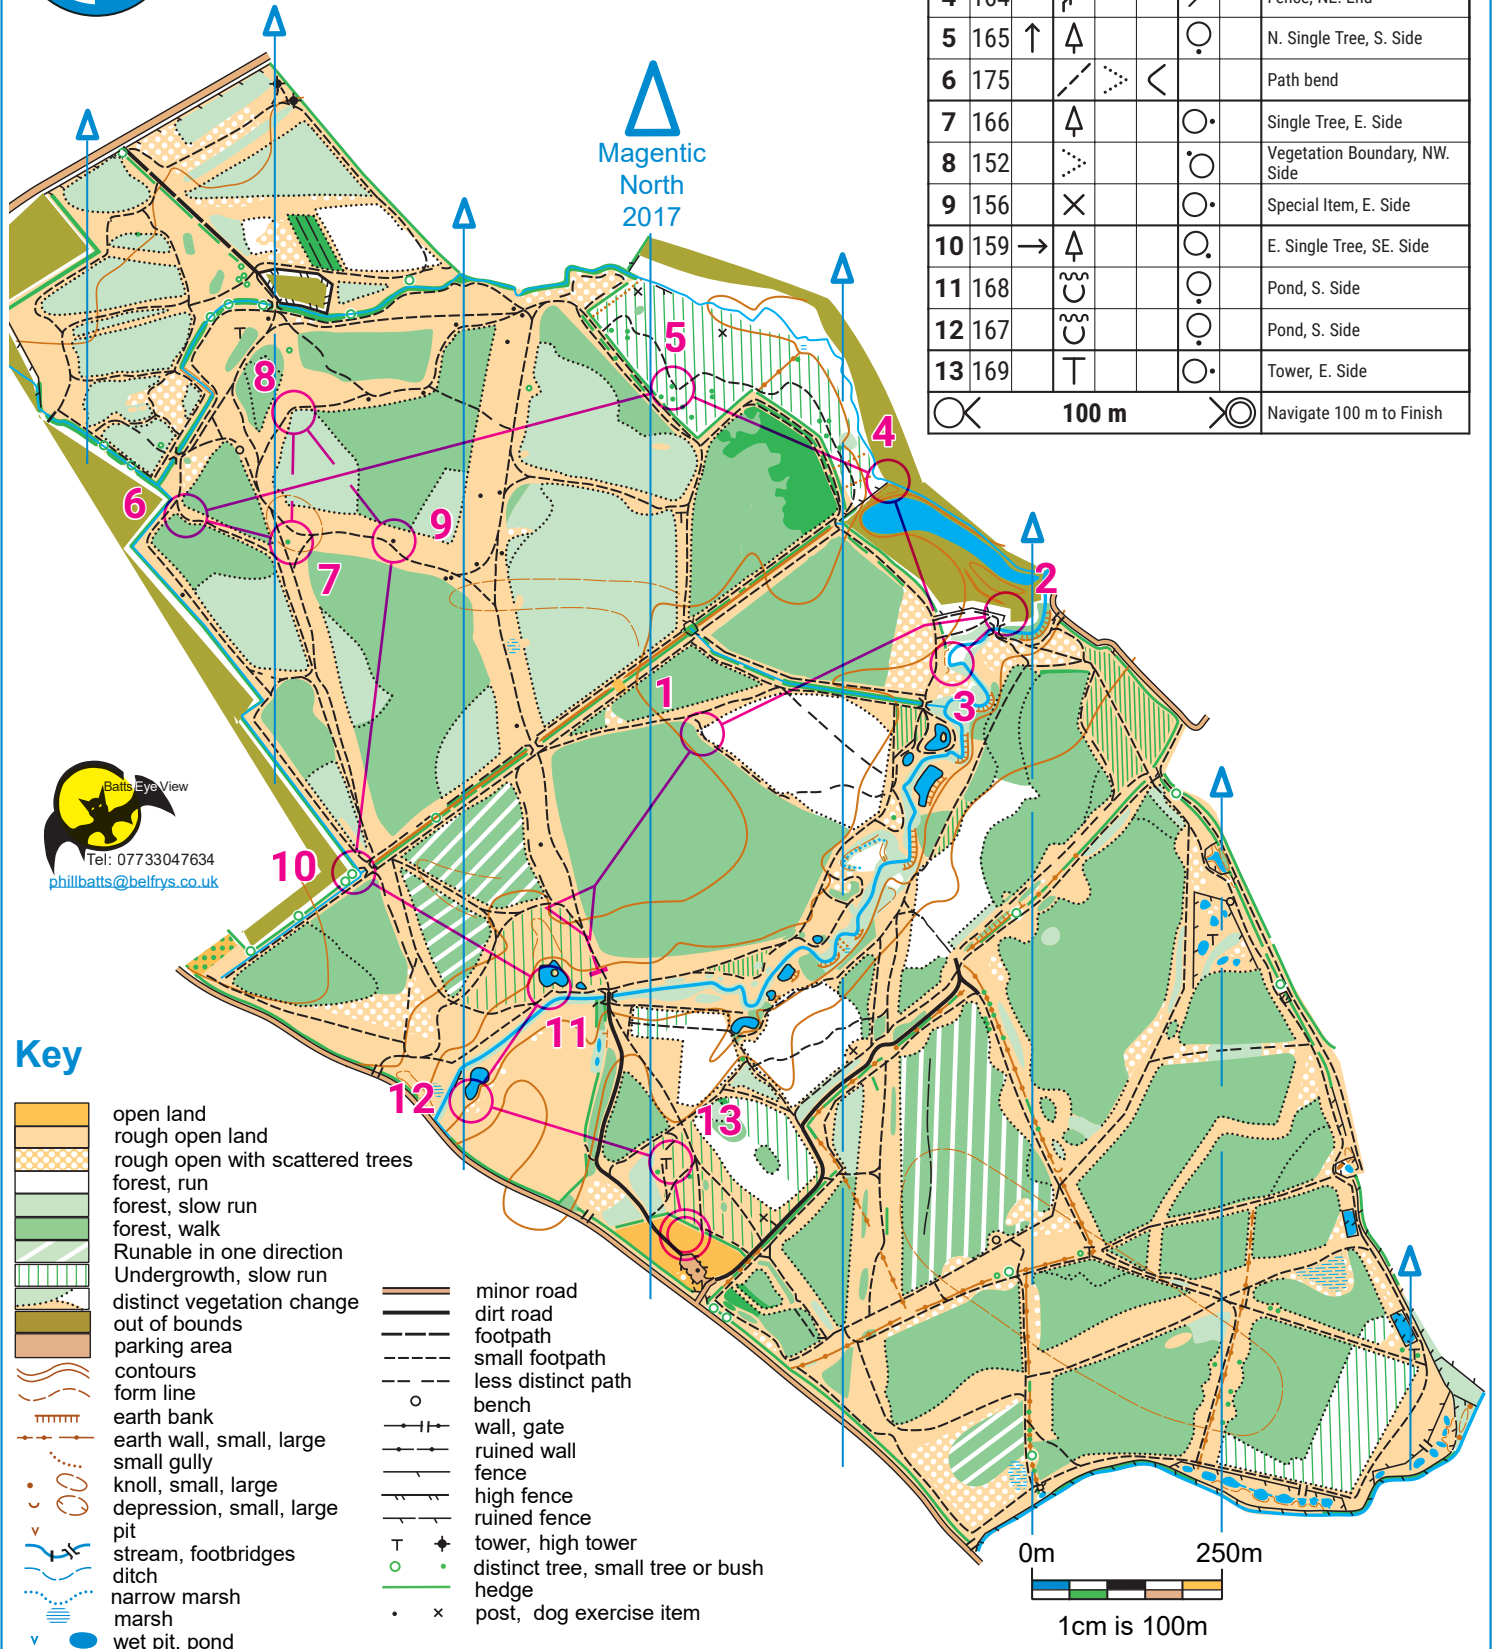 4 164 Fence, NE. End
5 165 N. Single Tree, S. Side
6 175 Path bend
7 166 Single Tree, E. Side
8 152 Vegetation Boundary, NW.
Side
9 156 Special Item, E. Side
10 159 E. Single Tree, SE. Side
11 168 Pond, S. Side
12 167 Pond, S. Side
13 169 Tower, E. Side
100 m Navigate 100 m to Finish
Magentic
North
2017
5
8
4
6
9
7
2
1
3
10
11
12
13
Batts Eye View
Tel: 07733047634
phillbatts@belfrys.co.uk
Key
open land
rough open land
rough open with scattered trees
forest, run
forest, slow run
forest, walk
Runable in one direction
Undergrowth, slow run
distinct vegetation change
out of bounds
parking area
contours
form line
earth bank
earth wall, small, large
small gully
knoll, small, large
depression, small, large
pit
stream, footbridges
ditch
narrow marsh
marsh
wet pit, pond
minor road
dirt road
footpath
small footpath
less distinct path
bench
wall, gate
ruined wall
fence
high fence
ruined fence
tower, high tower
distinct tree, small tree or bush
hedge
post, dog exercise item
0m 250m
1cm is 100m